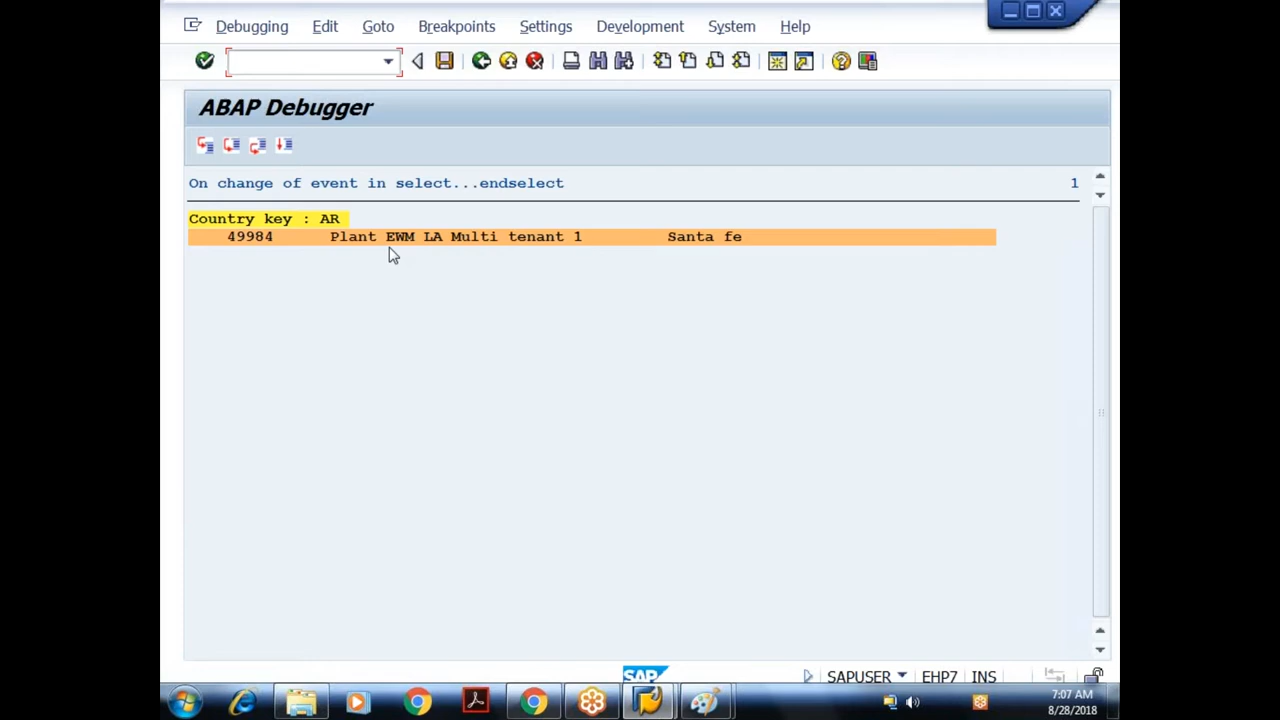 Debugging Edit Goto Breakpoints Settings Development System Help
ABAP Debugger
On change of event in select...endselect 1
Country key : AR
49984 Plant EWM LA Multi tenant 1 Santa fe
SAP SAPUSER EHP7 INS
7:07 AM
8/28/2018